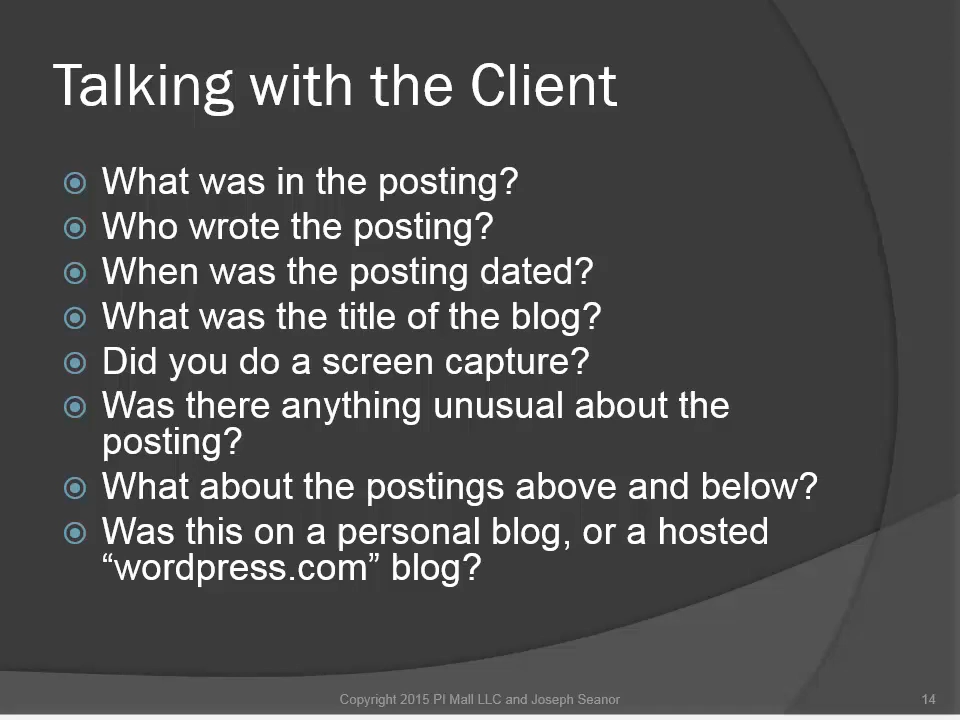 Talking with the Client
What was in the posting?
Who wrote the posting?
When was the posting dated?
What was the title of the blog?
Did you do a screen capture?
Was there anything unusual about the
posting?
What about the postings above and below?
Was this on a personal blog, or a hosted
“wordpress.com” blog?
Copyright 2015 PI Mall LLC and Joseph Seanor
14